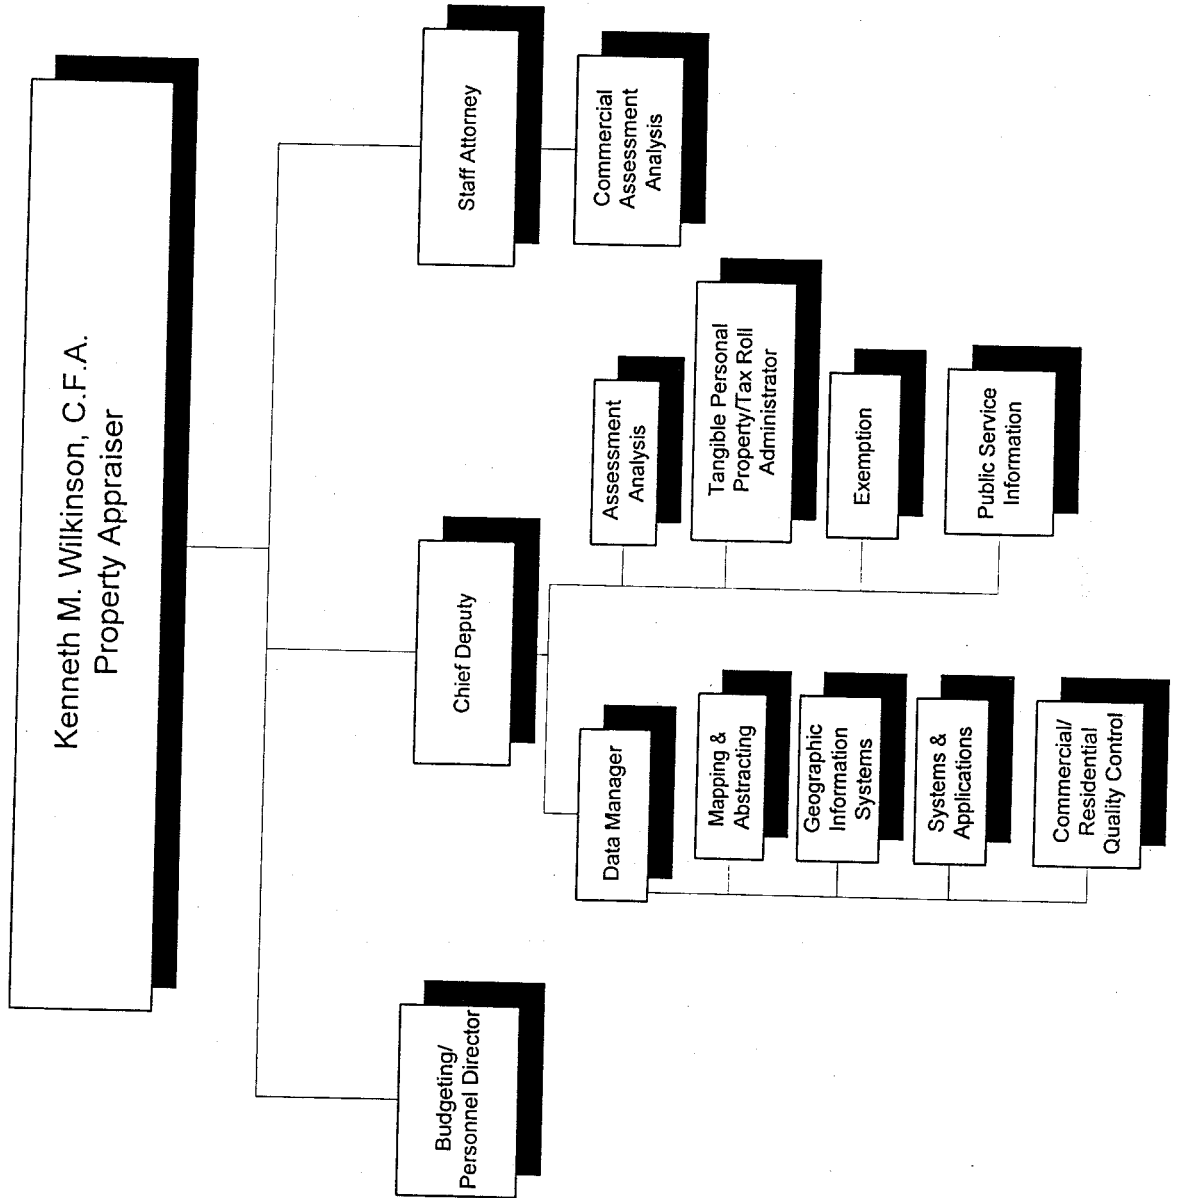 Kenneth M. Wilkinson, C.F.A.
Property Appraiser
Budgeting/
Personnel Director
Chief Deputy
Staff Attorney
Data Manager
Mapping &
Abstracting
Geographic
Information
Systems
Systems &
Applications
Commercial/
Residential
Quality Control
Assessment
Analysis
Tangible Personal
Property/Tax Roll
Administrator
Exemption
Public Service
Information
Commercial
Assessment
Analysis